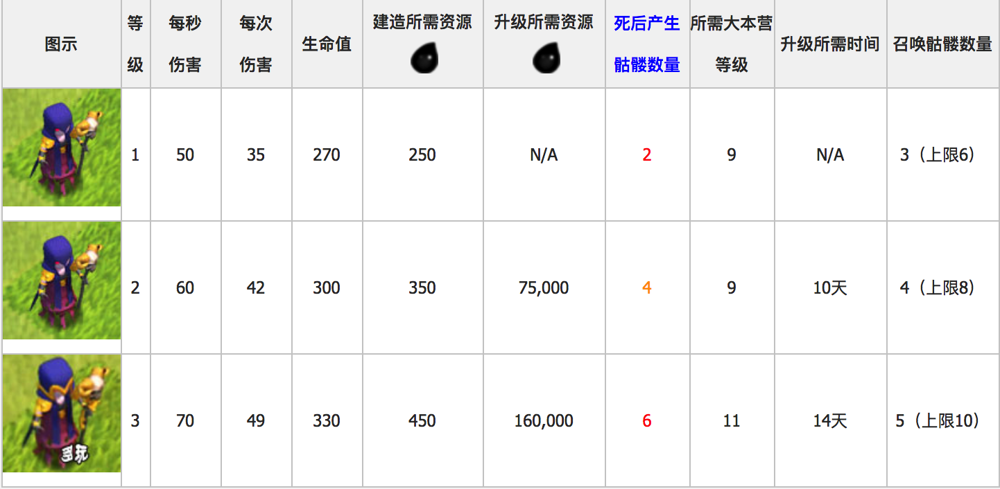 图示
等级
每秒伤害
每次伤害
生命值
建造所需资源
升级所需资源
死后产生骷髅数量
所需大本营等级
升级所需时间
召唤骷髅数量
1
50
35
270
250
N/A
2
9
N/A
3（上限6）
2
60
42
300
350
75,000
4
9
10天
4（上限8）
3
70
49
330
450
160,000
6
11
14天
5（上限10）
多玩